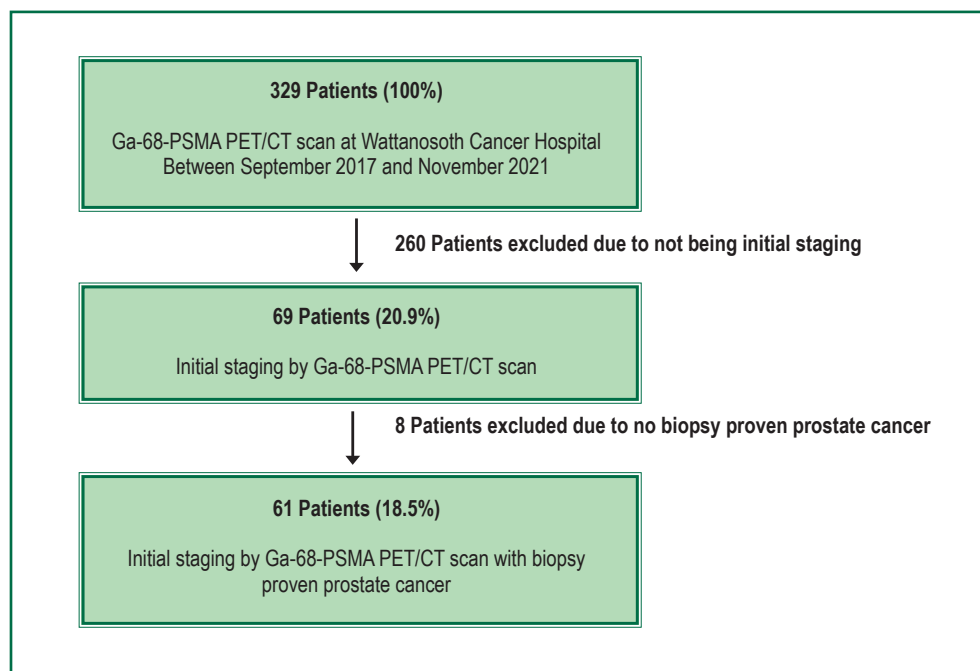 329 Patients (100%)
Ga-68-PSMA PET/CT scan at Wattanosoth Cancer Hospital
Between September 2017 and November 2021
260 Patients excluded due to not being initial staging
69 Patients (20.9%)
Initial staging by Ga-68-PSMA PET/CT scan
8 Patients excluded due to no biopsy proven prostate cancer
61 Patients (18.5%)
Initial staging by Ga-68-PSMA PET/CT scan with biopsy
proven prostate cancer